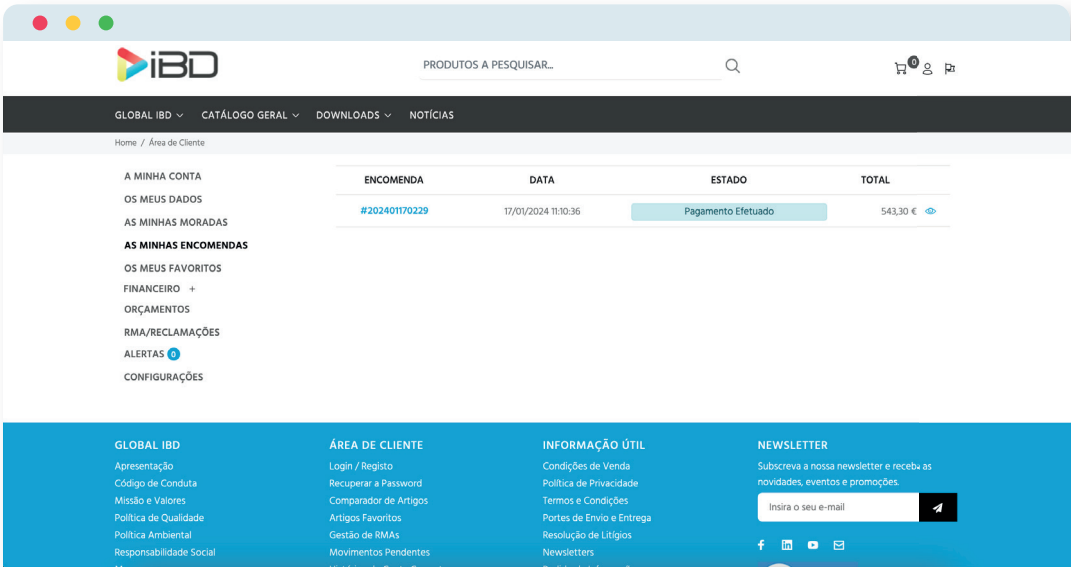 iBD
PRODUTOS A PESQUISAR...
0
GLOBAL IBD CATÁLOGO GERAL DOWNLOADS NOTÍCIAS
Home / Área de Cliente
A MINHA CONTA
OS MEUS DADOS
AS MINHAS MORADAS
AS MINHAS ENCOMENDAS
OS MEUS FAVORITOS
FINANCEIRO +
ORÇAMENTOS
RMA/RECLAMAÇÕES
ALERTAS 0
CONFIGURAÇÕES
ENCOMENDA DATA ESTADO TOTAL
#202401170229 17/01/2024 11:10:36 Pagamento Efetuado 543,30 €
GLOBAL IBD
Apresentação
Código de Conduta
Missão e Valores
Política de Qualidade
Política Ambiental
Responsabilidade Social
ÁREA DE CLIENTE
Login / Registo
Recuperar a Password
Comparador de Artigos
Artigos Favoritos
Gestão de RMAs
Movimentos Pendentes
INFORMAÇÃO ÚTIL
Condições de Venda
Política de Privacidade
Termos e Condições
Portes de Envio e Entrega
Resolução de Litígios
Newsletters
NEWSLETTER
Subscreva a nossa newsletter e receba as
novidades, eventos e promoções.
Insira o seu e-mail